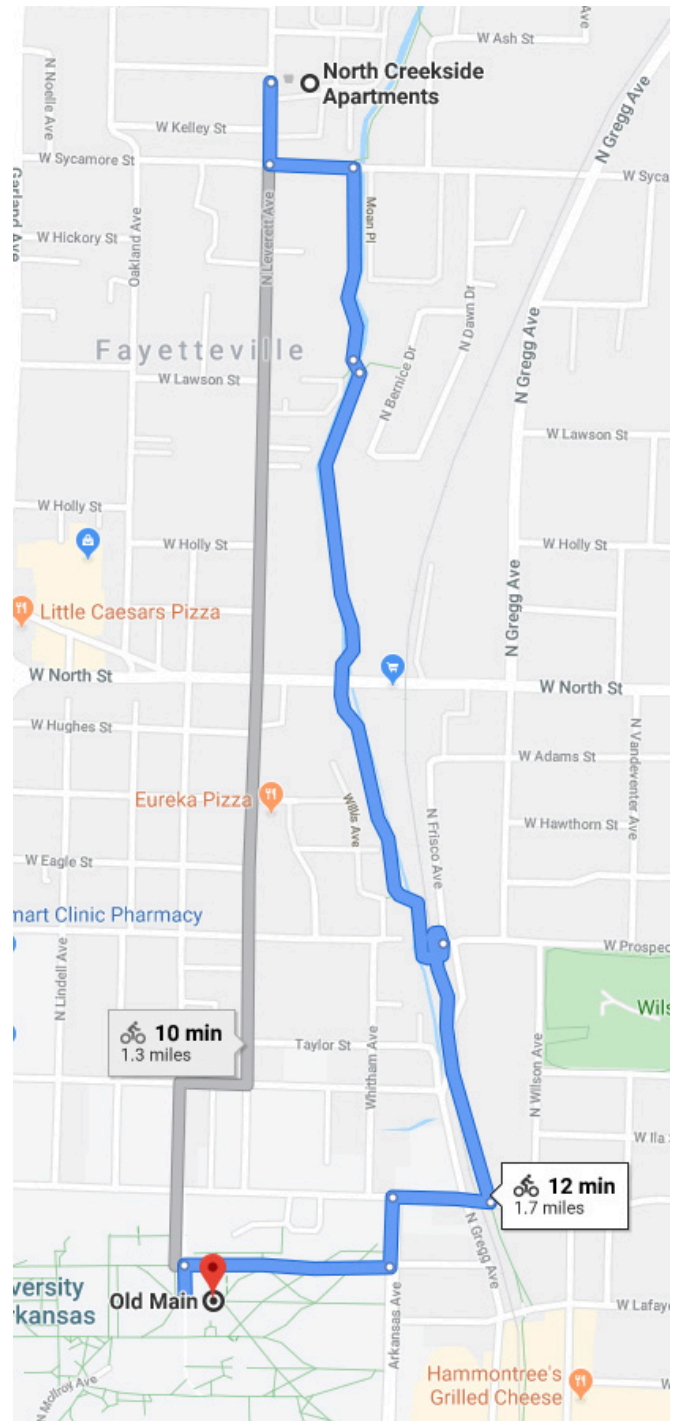 W Ash St
North Creekside
Apartments
N Noelle Ave
N Gregg Ave
W Kelley St
W Sycamore St
W Syca
Garland Ave
N Leverett Ave
Moan Pl
W Hickory St
Oakland Ave
N Dawn Dr
N Gregg Ave
Fayetteville
N Bernice Dr
W Lawson St
W Lawson St
W Holly St
W Holly St
W Holly St
N Gregg Ave
Little Caesars Pizza
W North St
W North St
W Hughes St
N Vandeventer Ave
W Adams St
Eureka Pizza
Willis Ave
N Frisco Ave
W Hawthorn St
W Eagle St
mart Clinic Pharmacy
W Prospec
N Lindell Ave
Wils
10 min
1.3 miles
Taylor St
Whitham Ave
N Wilson Ave
W Ila S
12 min
1.7 miles
N Gregg Ave
versity
rkansas
Old Main
Arkansas Ave
W Lafaye
N McIlroy Ave
Hammontree's
Grilled Cheese
W